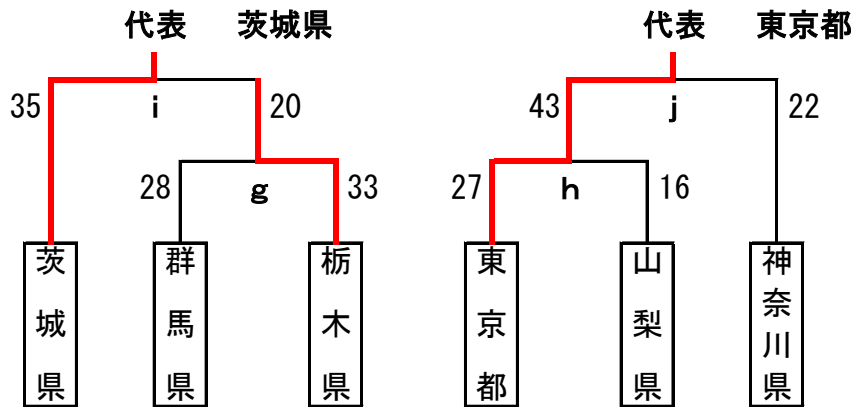 代表 茨城県 代表 東京都
35 i 20 43 j 22
28 g 33 27 h 16
茨城県 群馬県 栃木県 東京都 山梨県 神奈川県